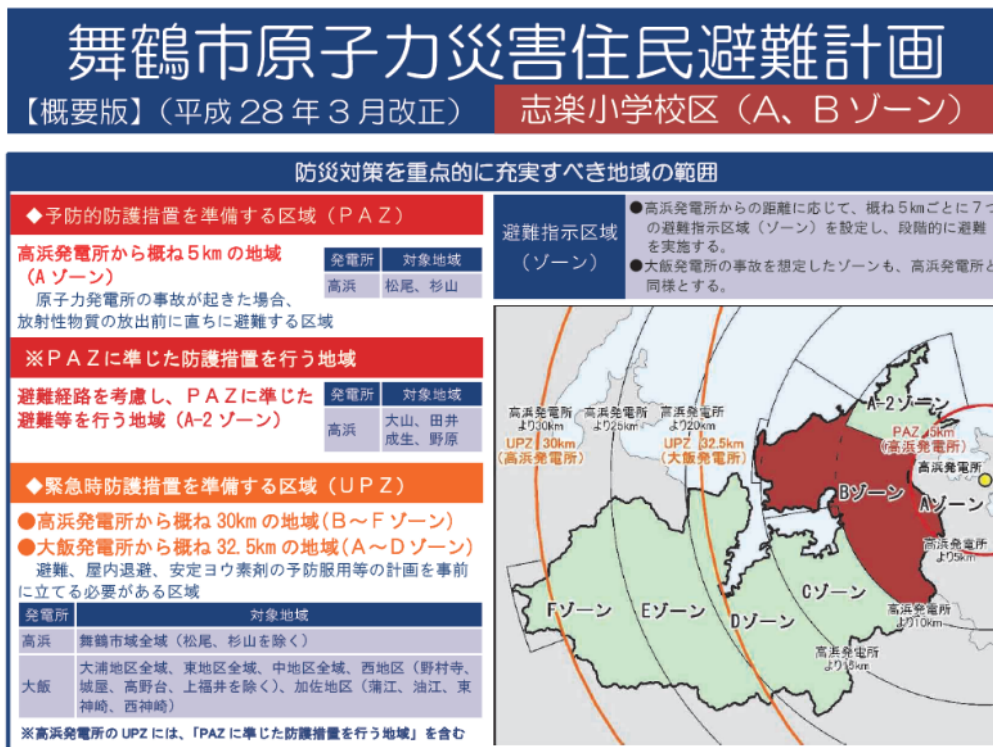 舞鶴市原子力災害住民避難計画
【概要版】(平成28年3月改正)
志楽小学校区(A、Bゾーン)
防災対策を重点的に充実すべき地域の範囲
◆予防的防護措置を準備する区域(PAZ)
高浜発電所から概ね5kmの地域
(Aゾーン)
原子力発電所の事故が起きた場合、
放射性物質の放出前に直ちに避難する区域
発電所 対象地域
高浜 松尾、杉山
※PAZに準じた防護措置を行う地域
避難経路を考慮し、PAZに準じた
避難等を行う地域(A-2ゾーン)
発電所 対象地域
高浜 大山、田井
成生、野原
◆緊急時防護措置を準備する区域(UPZ)
●高浜発電所から概ね30kmの地域(B～Fゾーン)
●大飯発電所から概ね32.5kmの地域(A～Dゾーン)
避難、屋内退避、安定ヨウ素剤の予防服用等の計画を事前
に立てる必要がある区域
発電所 対象地域
高浜 舞鶴市域全域(松尾、杉山を除く)
大飯 大浦地区全域、東地区全域、中地区全域、西地区(野村寺、
城屋、高野台、上福井を除く)、加佐地区(蒲江、油江、東
神崎、西神崎)
※高浜発電所のUPZには、「PAZに準じた防護措置を行う地域」を含む
避難指示区域
(ゾーン)
●高浜発電所からの距離に応じて、概ね5kmごとに7つ
の避難指示区域(ゾーン)を設定し、段階的に避難
を実施する。
●大飯発電所の事故を想定したゾーンも、高浜発電所と
同様とする。
高浜発電所
より30km
UPZ 30km
(高浜発電所)
高浜発電所
より25km
高浜発電所
より20km
UPZ 32.5km
(大飯発電所)
A-2ゾーン
PAZ 5km
(高浜発電所)
高浜発電所
Bゾーン
Aゾーン
高浜発電所
より5km
Cゾーン
高浜発電所
より10km
Dゾーン
Eゾーン
Fゾーン
高浜発電所
より15km